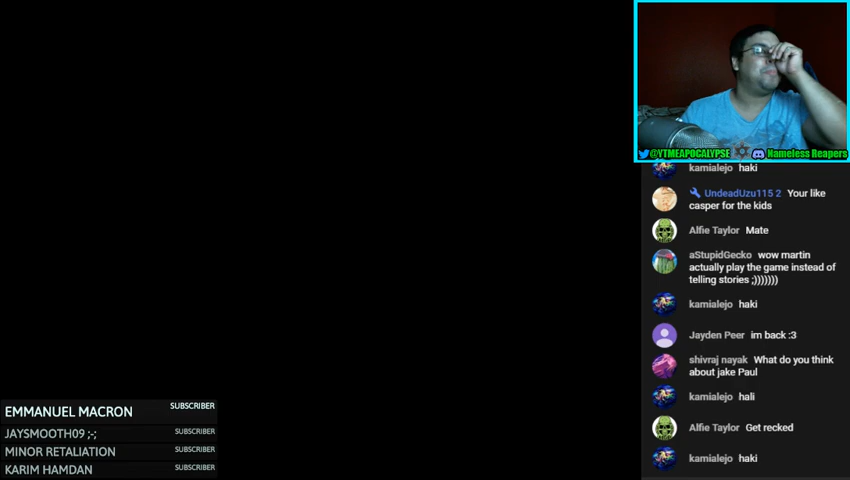 @YTMEAPOCALYPSE Nameless Reapers
kamialejo haki
UndeadUzu115 2 Your like
casper for the kids
Alfie Taylor Mate
aStupidGecko wow martin
actually play the game instead of
telling stories ;)))))))
kamialejo haki
Jayden Peer im back :3
shivraj nayak What do you think
about jake Paul
kamialejo hali
Alfie Taylor Get recked
kamialejo haki
EMMANUEL MACRON SUBSCRIBER
JAYSMOOTH09 ;-; SUBSCRIBER
MINOR RETALIATION SUBSCRIBER
KARIM HAMDAN SUBSCRIBER